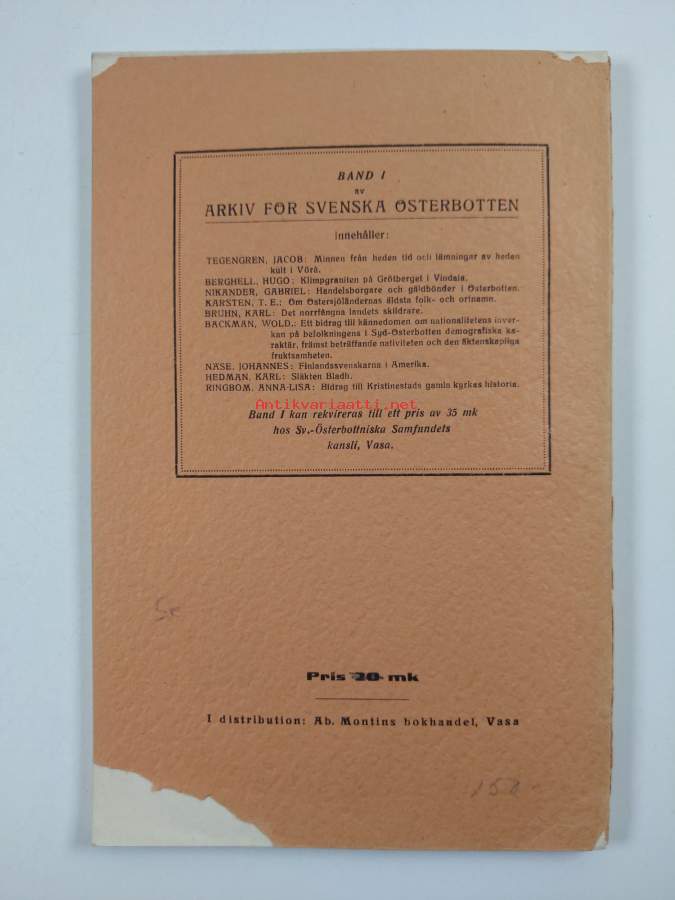 BAND I
av
ARKIV FÖR SVENSKA ÖSTERBOTTEN
Innehåller:
TEGENGREN, JACOB: Minnen från heden tid och lämningar av heden
kult i Vörå.
BERGHELL, HUGO: Klimpgraniten på Grötberget i Vindala.
NIKANDER, GABRIEL: Handelsborgare och gäldbönder i Österbotten.
KARSTEN, T. E.: Om Östersjöländernas äldsta folk- och ortnamn.
BRUHN, KARL: Det norrfångna landets skildrare.
BACKMAN, WOLD.: Ett bidrag till kännedomen om nationalitetens inver-
kan på befolkningens i Syd-Österbotten demografiska ka-
raktär, främst beträffande nativiteten och den äktenskapliga
fruktsamheten.
NÄSE, JOHANNES: Finlandssvenskarna i Amerika.
HEDMAN, KARL: Släkten Bladh.
RINGBOM, ANNA-LISA: Bidrag till Kristinestads gamla kyrkas historia.
Antikvariaatti.net
Band I kan rekvireras till ett pris av 35 mk
hos Sv.-Österbottniska Samfundets
kansli, Vasa.
Pris 20 mk
I distribution: Ab. Montins bokhandel, Vasa